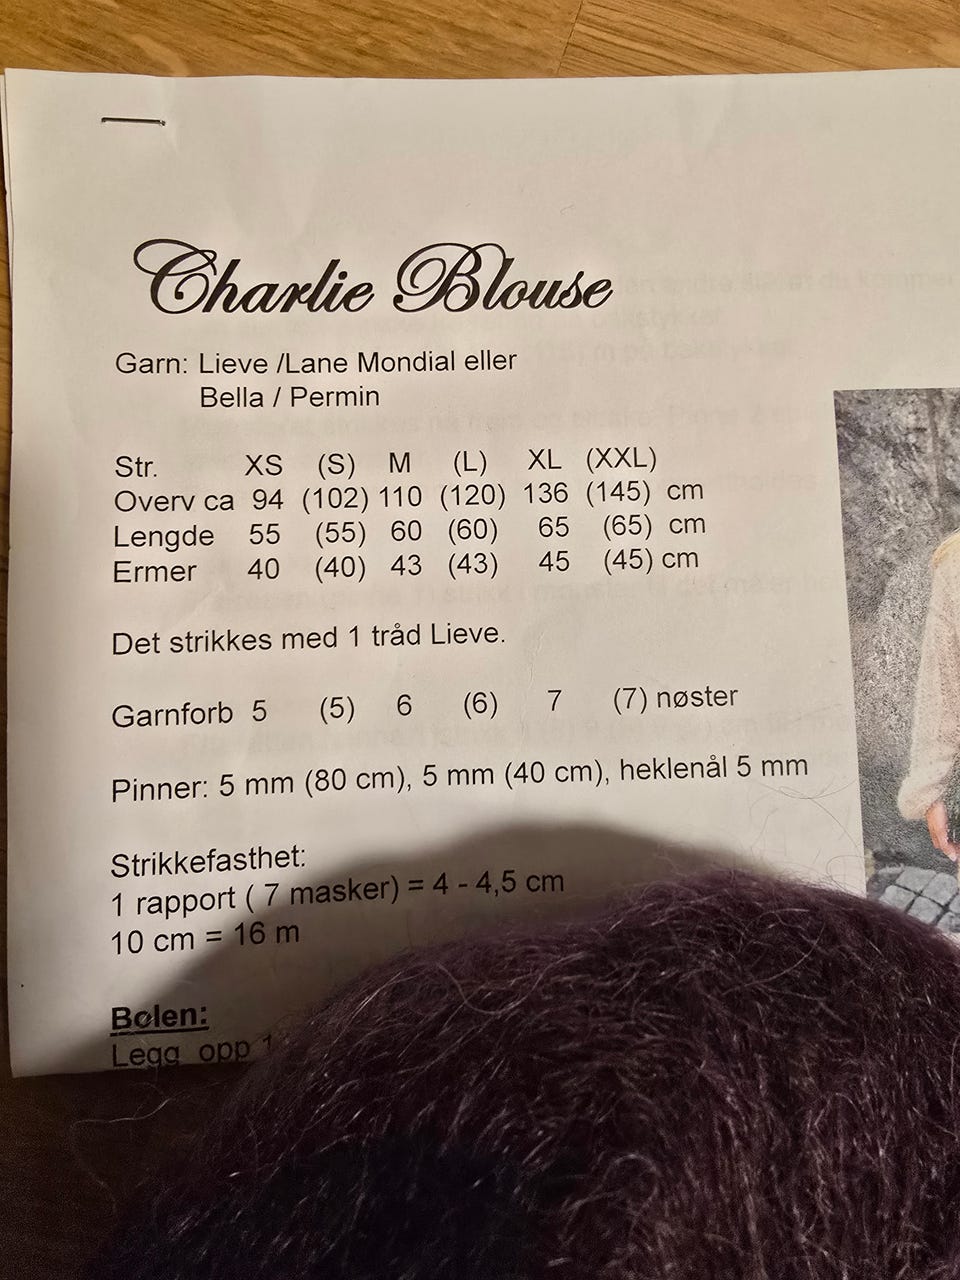 Charlie Blouse
Garn: Lieve /Lane Mondial eller
Bella / Permin
Str. XS (S) M (L) XL (XXL)
Overv ca 94 (102) 110 (120) 136 (145) cm
Lengde 55 (55) 60 (60) 65 (65) cm
Ermer 40 (40) 43 (43) 45 (45) cm
Det strikkes med 1 tråd Lieve.
Garnforb 5 (5) 6 (6) 7 (7) nøster
Pinner: 5 mm (80 cm), 5 mm (40 cm), heklenål 5 mm
Strikkefasthet:
1 rapport ( 7 masker) = 4 - 4,5 cm
10 cm = 16 m
Bolen:
Legg opp 1